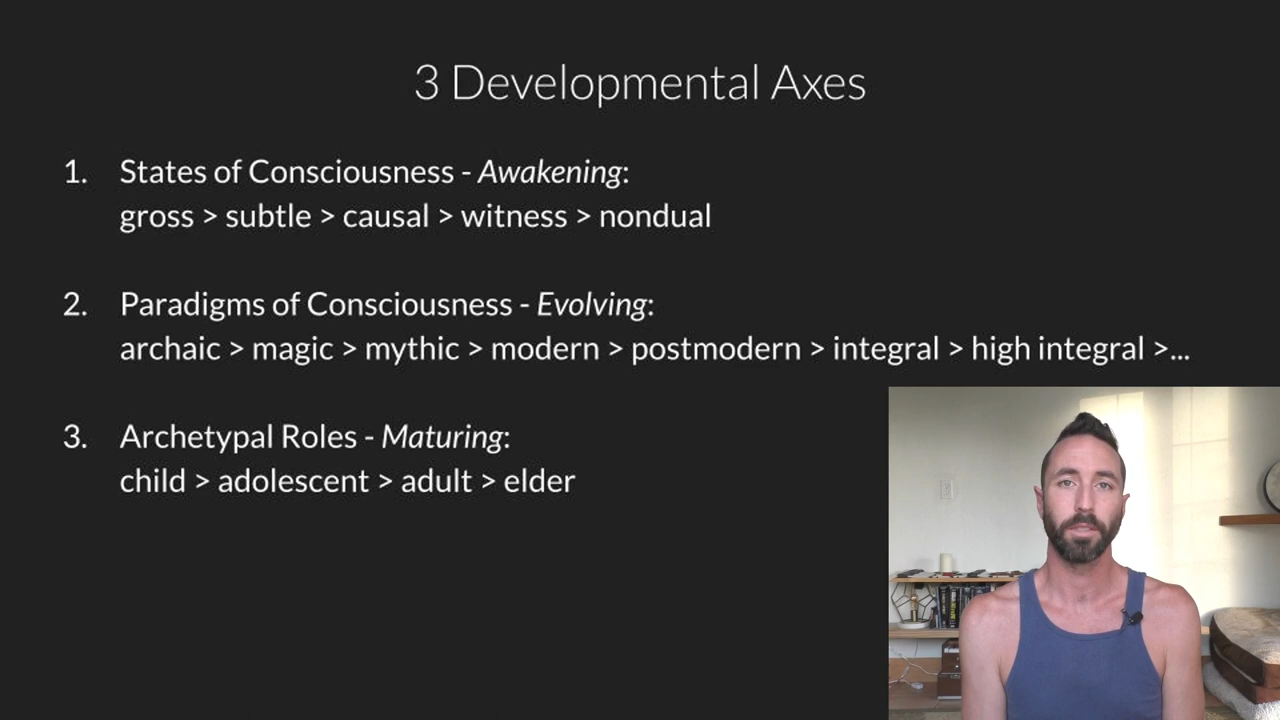 3 Developmental Axes
1. States of Consciousness - Awakening:
gross > subtle > causal > witness > nondual
2. Paradigms of Consciousness - Evolving:
archaic > magic > mythic > modern > postmodern > integral > high integral >...
3. Archetypal Roles - Maturing:
child > adolescent > adult > elder